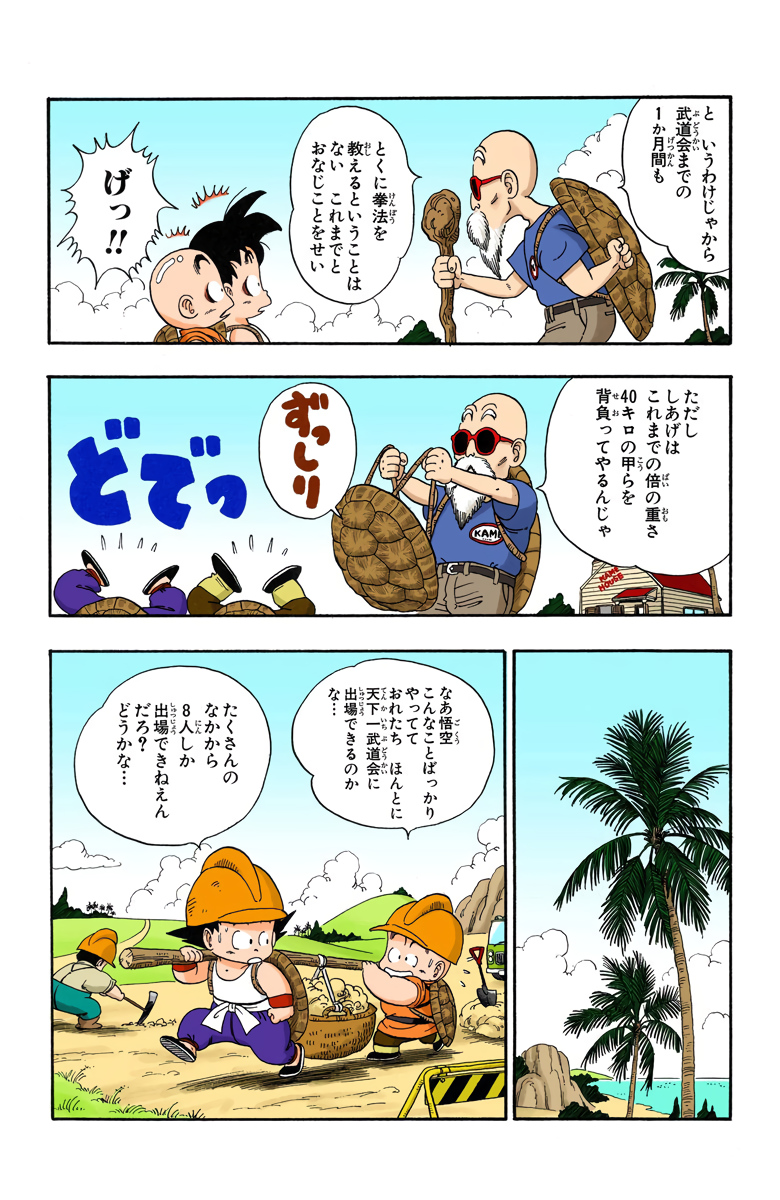 と いうわけじゃから
武道会までの
1か月間も
とくに拳法を
教えるということは
ない これまでと
おなじことをせい
げっ!!
ただし
しあげは
これまでの倍の重さ
40キロの甲らを
背負ってやるんじゃ
ずっしり
KAME
どでっ
KAME
HOUSE
なあ悟空
こんなことばっかり
やってて
おれたち ほんとに
天下一武道会に
出場できるのか
な…
たくさんの
なかから
8人しか
出場できねえん
だろ?
どうかな…